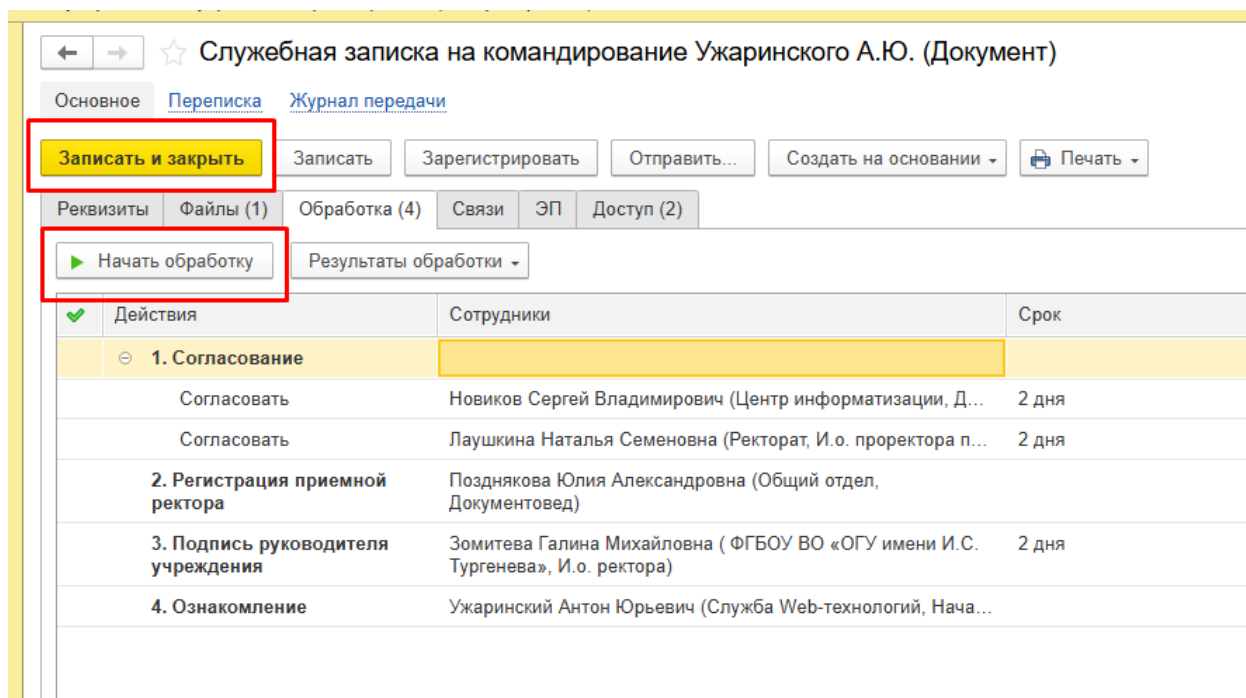 Служебная записка на командирование Ужаринского А.Ю. (Документ)
Основное Переписка Журнал передачи
Записать и закрыть Записать Зарегистрировать Отправить... Создать на основании Печать
Реквизиты Файлы (1) Обработка (4) Связи ЭП Доступ (2)
Начать обработку Результаты обработки
Действия Сотрудники Срок
1. Согласование
Согласовать Новиков Сергей Владимирович (Центр информатизации, Д... 2 дня
Согласовать Лаушкина Наталья Семеновна (Ректорат, И.о. проректора п... 2 дня
2. Регистрация приемной Позднякова Юлия Александровна (Общий отдел,
ректора Документовед)
3. Подпись руководителя Зомитева Галина Михайловна ( ФГБОУ ВО «ОГУ имени И.С. 2 дня
учреждения Тургенева», И.о. ректора)
4. Ознакомление Ужаринский Антон Юрьевич (Служба Web-технологий, Нача...